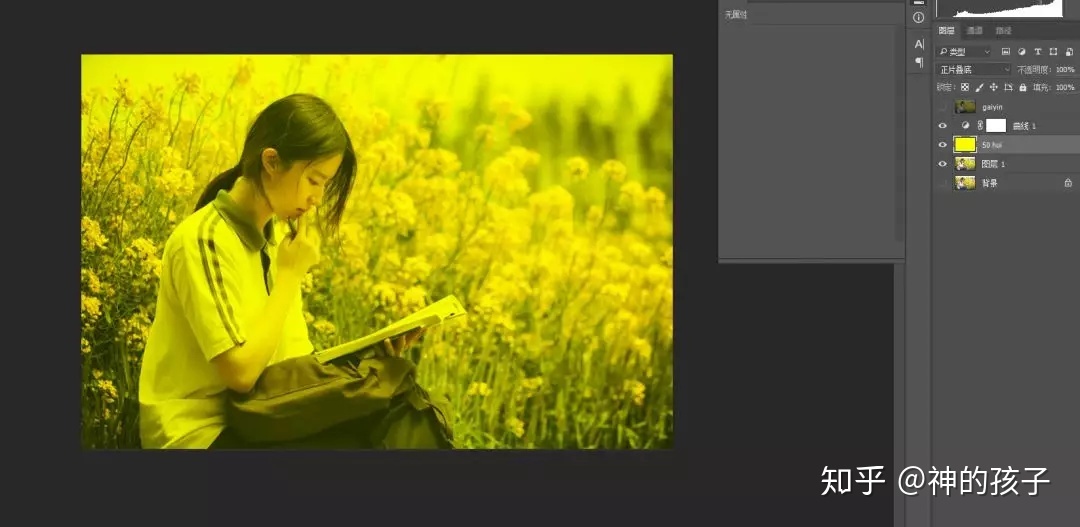 无属性
图层 通道 路径
类型
正片叠底 不透明度: 100%
锁定: 填充: 100%
gaiyin
曲线 1
50 hui
图层 1
背景
知乎 @神的孩子